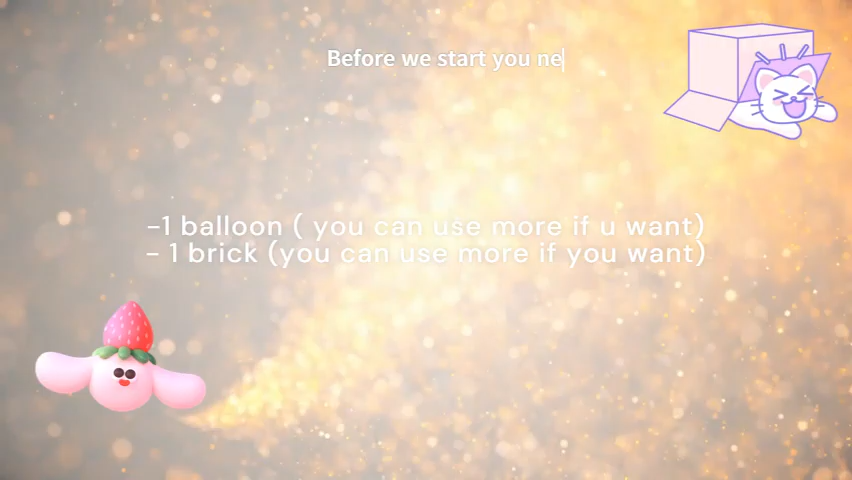 Before we start you ne
-1 balloon ( you can use more if u want)
- 1 brick (you can use more if you want)